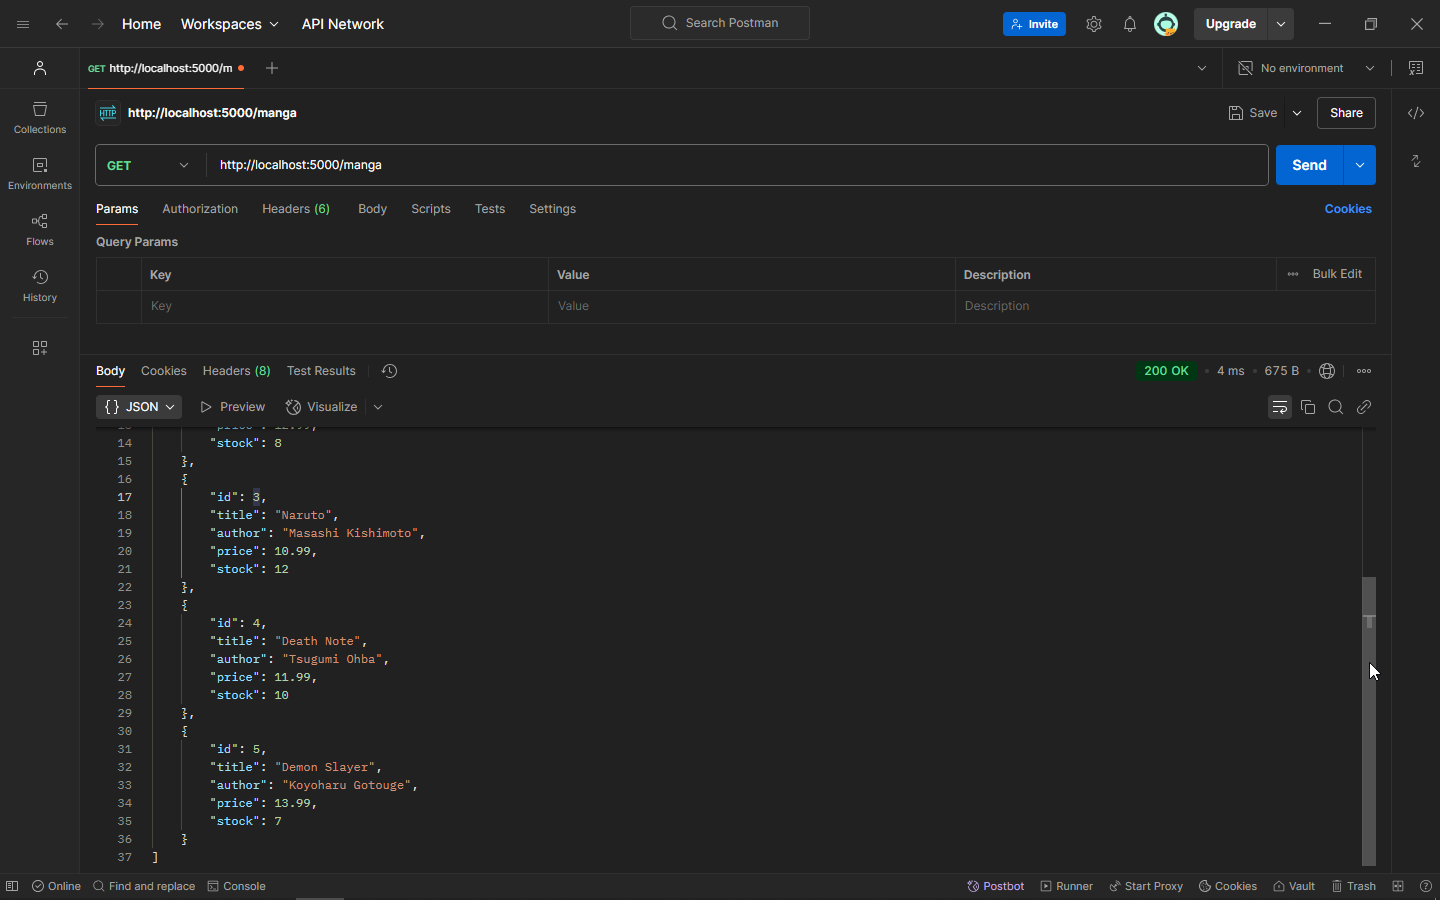 Home Workspaces API Network Search Postman Invite Upgrade
GET http://localhost:5000/m No environment
HTTP http://localhost:5000/manga Save Share
Collections
Environments
Flows
History
GET http://localhost:5000/manga Send
Params Authorization Headers (6) Body Scripts Tests Settings Cookies
Query Params
Key Value Description Bulk Edit
Key Value Description
Body Cookies Headers (8) Test Results 200 OK 4 ms 675 B
{} JSON Preview Visualize
14 "stock": 8
15 },
16 {
17 "id": 3,
18 "title": "Naruto",
19 "author": "Masashi Kishimoto",
20 "price": 10.99,
21 "stock": 12
22 },
23 {
24 "id": 4,
25 "title": "Death Note",
26 "author": "Tsugumi Ohba",
27 "price": 11.99,
28 "stock": 10
29 },
30 {
31 "id": 5,
32 "title": "Demon Slayer",
33 "author": "Koyoharu Gotouge",
34 "price": 13.99,
35 "stock": 7
36 }
37 ]
Online Find and replace Console Postbot Runner Start Proxy Cookies Vault Trash